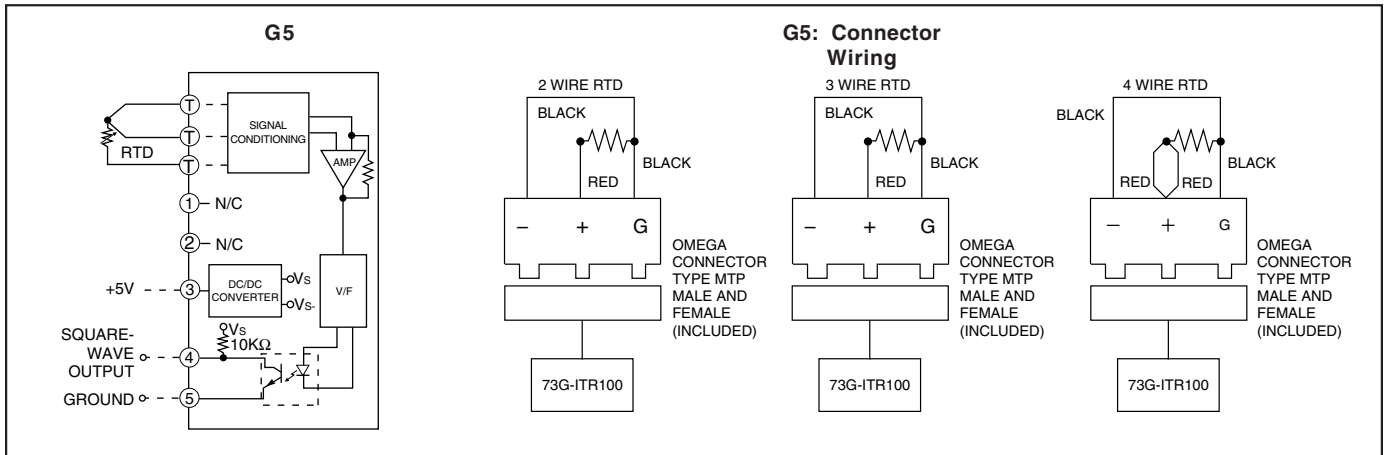 G5
T
SIGNAL
CONDITIONING
T
RTD
T
AMP
1 N/C
2 N/C
+5V
3
DC/DC
CONVERTER
VS
VS-
V/F
VS
10KΩ
SQUARE-
WAVE
OUTPUT
4
GROUND
5
G5: Connector
Wiring
2 WIRE RTD
BLACK
BLACK
RED
– + G
OMEGA
CONNECTOR
TYPE MTP
MALE AND
FEMALE
(INCLUDED)
73G-ITR100
3 WIRE RTD
BLACK
BLACK
RED
– + G
OMEGA
CONNECTOR
TYPE MTP
MALE AND
FEMALE
(INCLUDED)
73G-ITR100
4 WIRE RTD
BLACK
BLACK
RED RED
– + G
OMEGA
CONNECTOR
TYPE MTP
MALE AND
FEMALE
(INCLUDED)
73G-ITR100